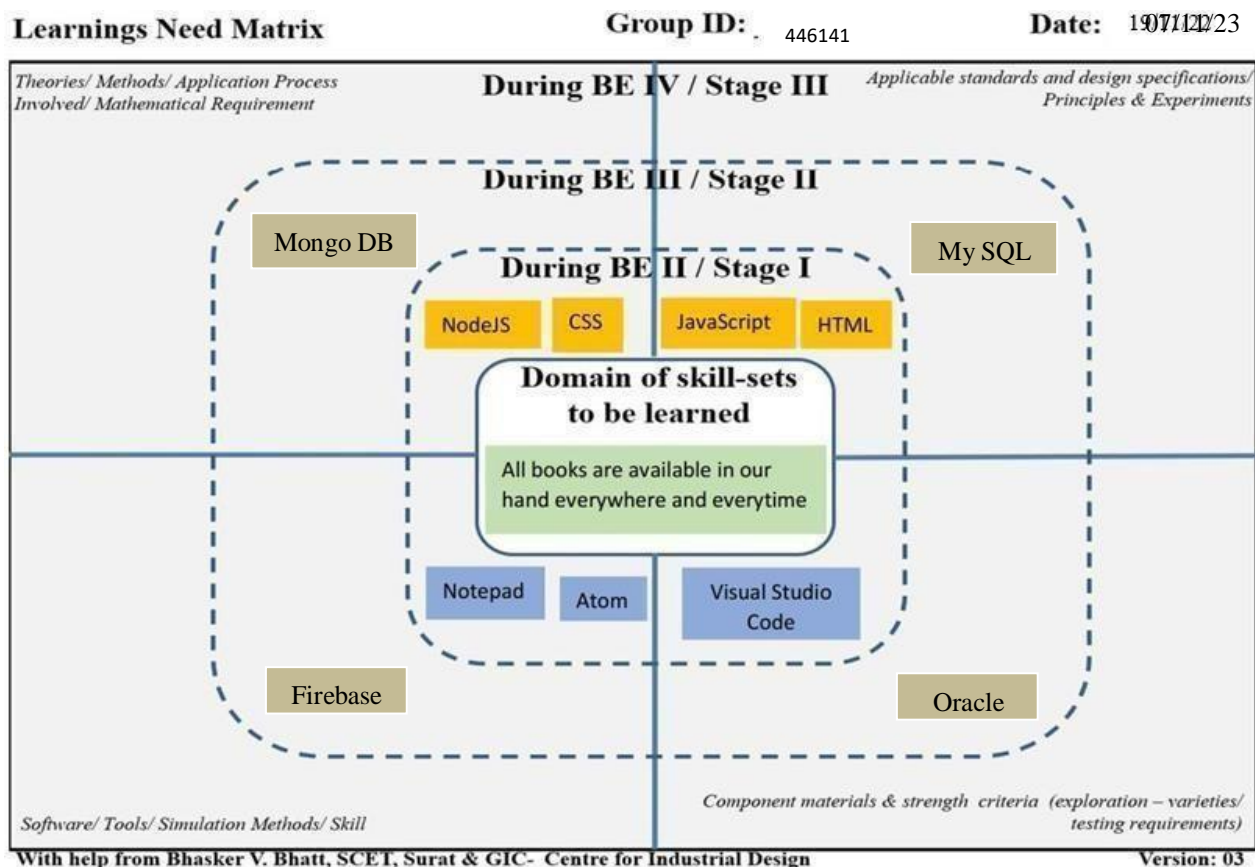 Learnings Need Matrix
Group ID: . 446141
Date:
Theories/ Methods/ Application Process
Involved/ Mathematical Requirement
During BE IV / Stage III
Applicable standards and design specifications/
Principles & Experiments
During BE III / Stage II
Mongo DB
My SQL
During BE II / Stage I
NodeJS
CSS
JavaScript
HTML
Domain of skill-sets
to be learned
All books are available in our
hand everywhere and everytime
Notepad
Atom
Visual Studio
Code
Firebase
Oracle
Software/ Tools/ Simulation Methods/ Skill
Component materials & strength criteria (exploration – varieties/
testing requirements)
With help from Bhasker V. Bhatt, SCET, Surat & GIC- Centre for Industrial Design
Version: 03